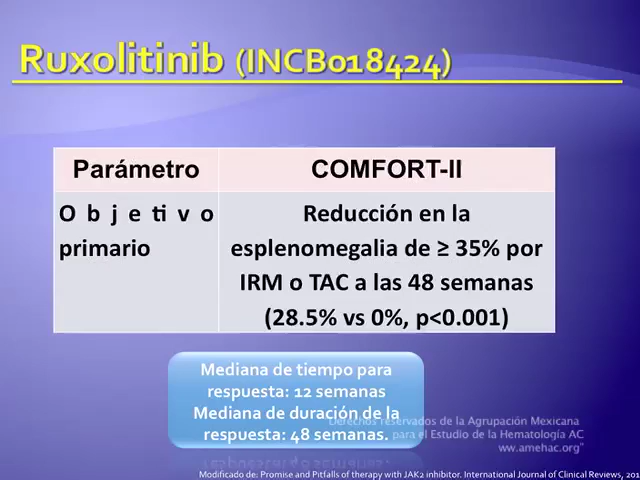 Ruxolitinib (INCB018424)
Parámetro
COMFORT-II
Objetivo
primario
Reducción en la
esplenomegalia de ≥ 35% por
IRM o TAC a las 48 semanas
(28.5% vs 0%, p<0.001)
Mediana de tiempo para
respuesta: 12 semanas
Mediana de duración de la
respuesta: 48 semanas.
Derechos reservados de la Agrupación Mexicana
para el Estudio de la Hematología AC
ww.amehac.org"
Modificado de: Promise and Pitfalls of therapy with JAK2 inhibitor. International Journal of Clinical Reviews, 201